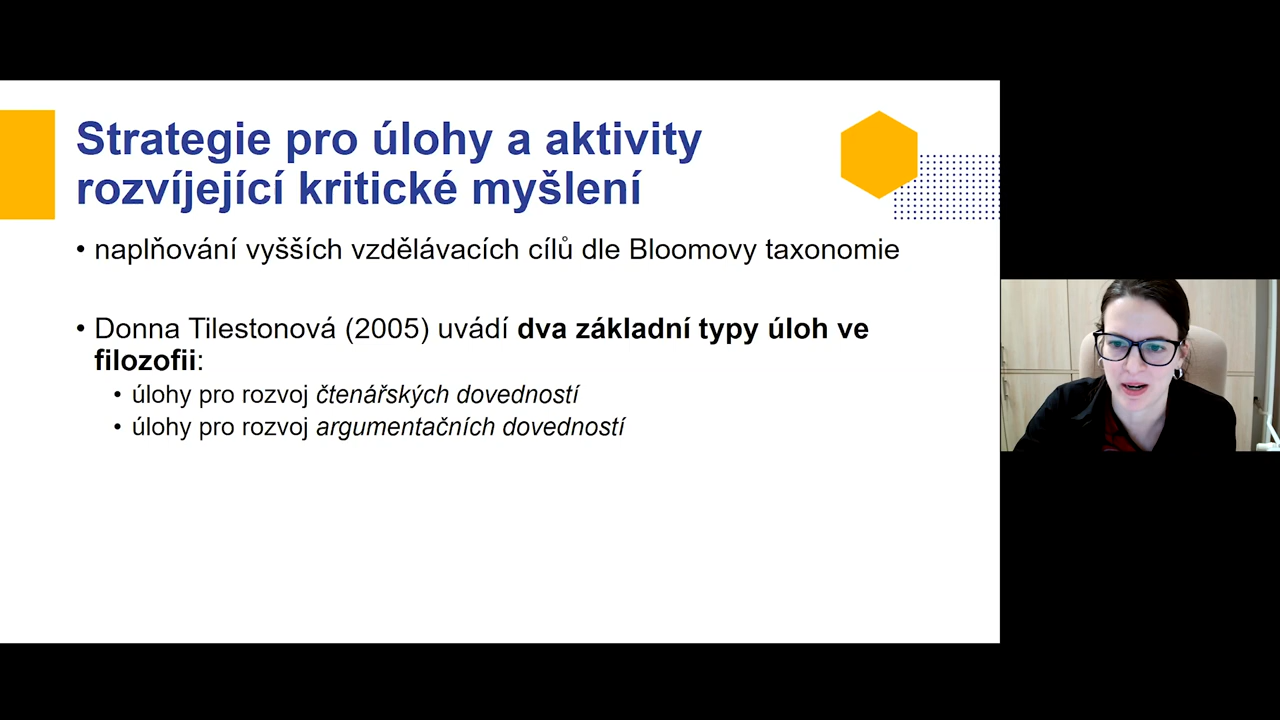 Strategie pro úlohy a aktivity
rozvíjející kritické myšlení
• naplňování vyšších vzdělávacích cílů dle Bloomovy taxonomie
• Donna Tilestonová (2005) uvádí dva základní typy úloh ve
filozofii:
• úlohy pro rozvoj čtenářských dovedností
• úlohy pro rozvoj argumentačních dovedností